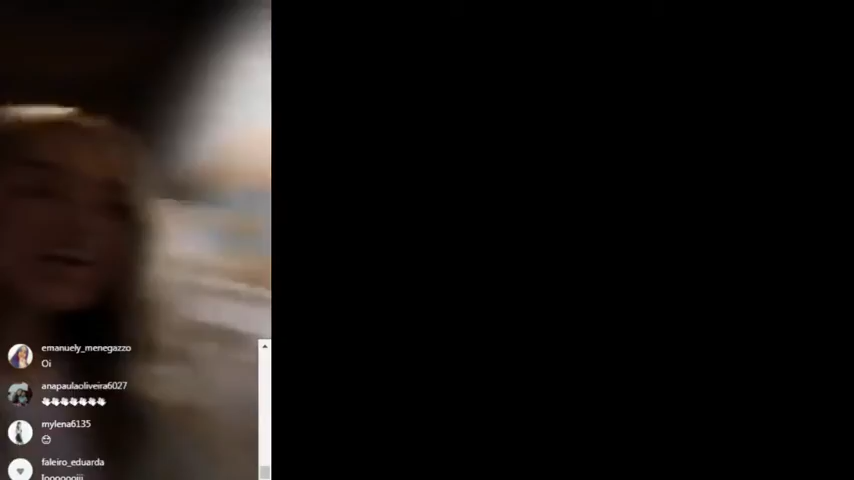 emanuely_menegazzo
Oi
anapaulaoliveira6027
👋👋👋👋👋👋👋
mylena6135
faleiro_eduarda